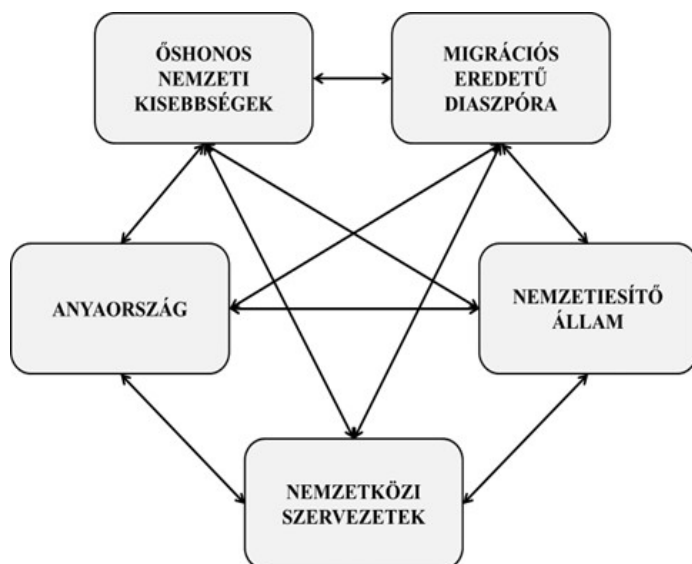 ŐSHONOS
NEMZETI
KISEBBSÉGEK
MIGRÁCIÓS
EREDETŰ
DIASZPÓRA
ANYAORSZÁG
NEMZETIESÍTŐ
ÁLLAM
NEMZETKÖZI
SZERVEZETEK